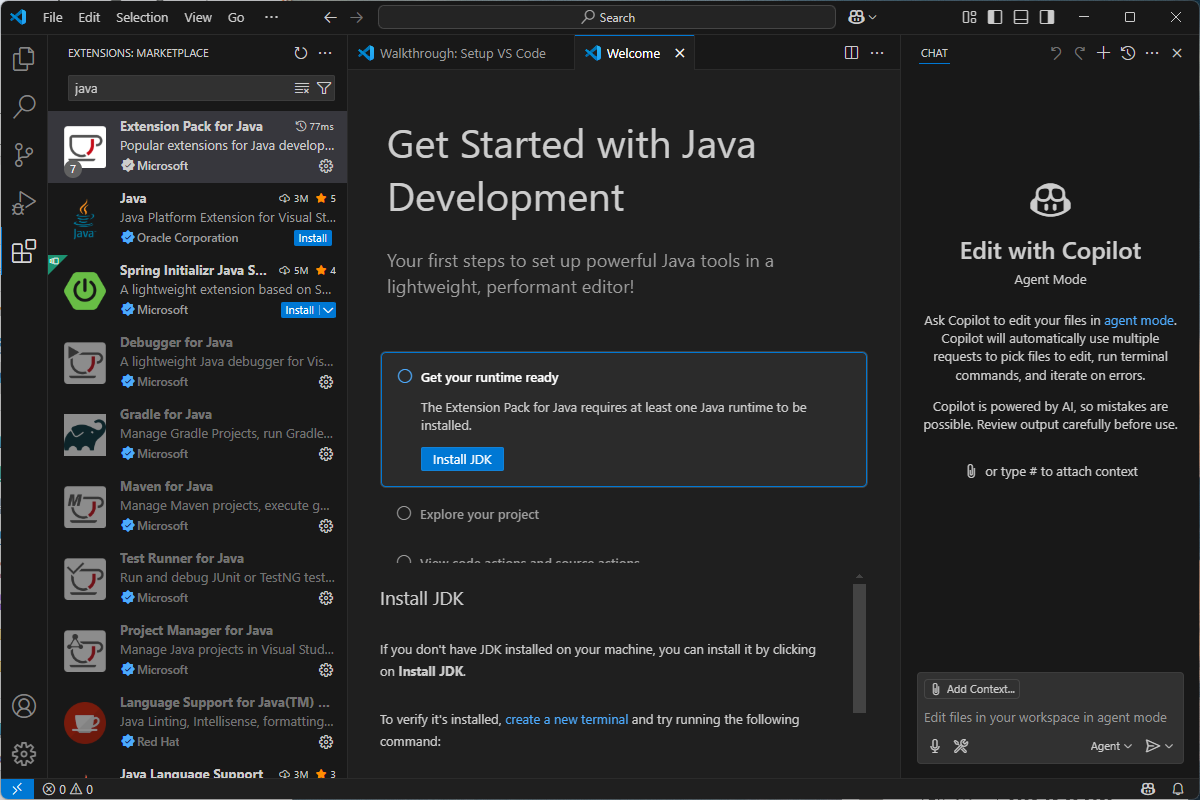 File Edit Selection View Go ··· Search
EXTENSIONS: MARKETPLACE
java
Extension Pack for Java 77ms
Popular extensions for Java develop...
Microsoft
7
Java 3M 5
Java Platform Extension for Visual St...
Oracle Corporation Install
Java
Spring Initializr Java S... 5M 4
A lightweight extension based on S...
Microsoft Install
Debugger for Java
A lightweight Java debugger for Vis...
Microsoft
Gradle for Java
Manage Gradle Projects, run Gradle...
Microsoft
Maven for Java
Manage Maven projects, execute g...
Microsoft
M
Test Runner for Java
Run and debug JUnit or TestNG test...
Microsoft
Project Manager for Java
Manage Java projects in Visual Stud...
Microsoft
Language Support for Java(TM) ...
Java Linting, Intellisense, formatting...
Red Hat
Java Language Support 3M 3
Walkthrough: Setup VS Code
Welcome
Get Started with Java
Development
Your first steps to set up powerful Java tools in a
lightweight, performant editor!
Get your runtime ready
The Extension Pack for Java requires at least one Java runtime to be
installed.
Install JDK
Explore your project
View code actions and source actions
Install JDK
If you don't have JDK installed on your machine, you can install it by clicking
on Install JDK.
To verify it's installed, create a new terminal and try running the following
command:
CHAT
Edit with Copilot
Agent Mode
Ask Copilot to edit your files in agent mode.
Copilot will automatically use multiple
requests to pick files to edit, run terminal
commands, and iterate on errors.
Copilot is powered by AI, so mistakes are
possible. Review output carefully before use.
or type # to attach context
Add Context...
Edit files in your workspace in agent mode
Agent
0 0